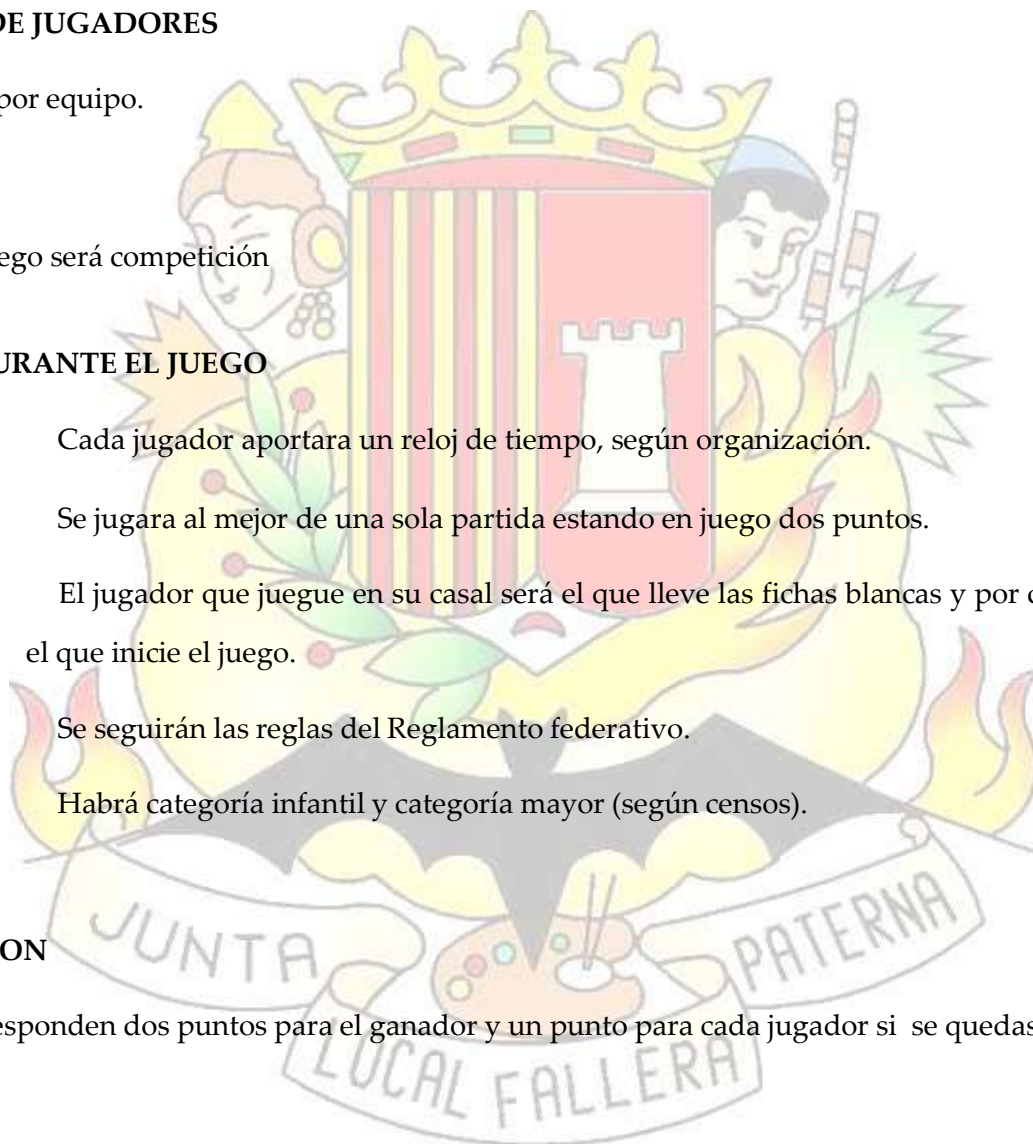 DE JUGADORES
por equipo.
ego será competición
URANTE EL JUEGO
Cada jugador aportara un reloj de tiempo, según organización.
Se jugara al mejor de una sola partida estando en juego dos puntos.
El jugador que juegue en su casal será el que lleve las fichas blancas y por
el que inicie el juego.
Se seguirán las reglas del Reglamento federativo.
Habrá categoría infantil y categoría mayor (según censos).
JUNTA LOCAL FALLERA PATERNA
ON
esponden dos puntos para el ganador y un punto para cada jugador si se quedas